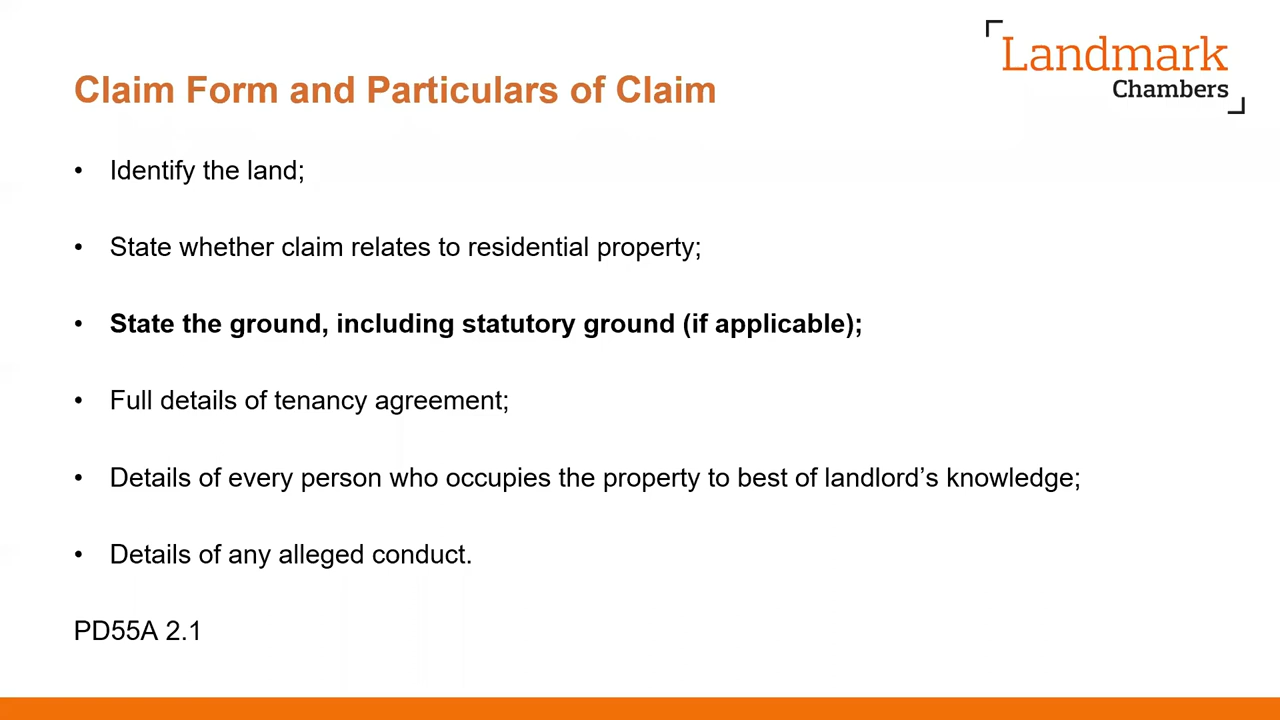 Landmark
Chambers
Claim Form and Particulars of Claim
• Identify the land;
• State whether claim relates to residential property;
• State the ground, including statutory ground (if applicable);
• Full details of tenancy agreement;
• Details of every person who occupies the property to best of landlord’s knowledge;
• Details of any alleged conduct.
PD55A 2.1